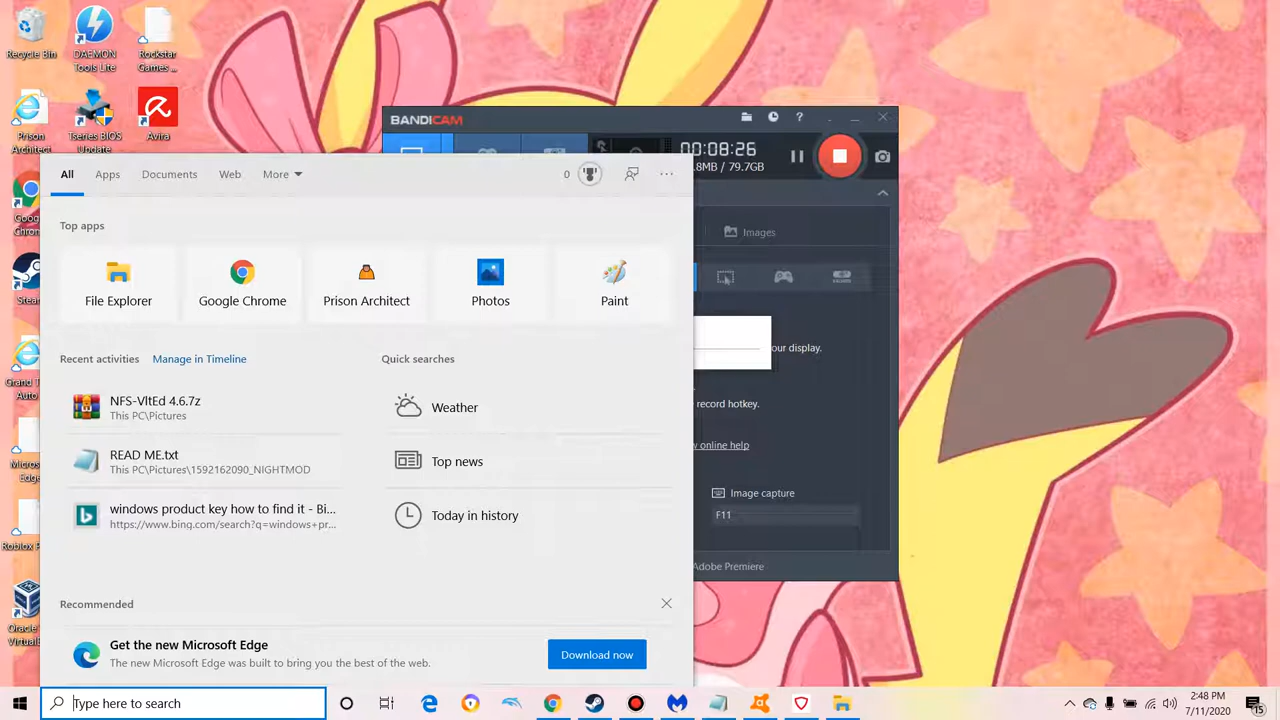 Recycle Bin
DAEMON
Tools Lite
Rockstar
Games ...
Prison
Architect
Tseries BIOS
Update
Avira
BANDICAM
00:08:26
.8MB / 79.7GB
All
Apps
Documents
Web
More
0
Images
Top apps
File Explorer
Google Chrome
Prison Architect
Photos
Paint
our display.
record hotkey.
online help
Image capture
F11
Adobe Premiere
Recent activities
Manage in Timeline
Quick searches
NFS-VltEd 4.6.7z
This PC\Pictures
READ ME.txt
This PC\Pictures\1592162090_NIGHTMOD
windows product key how to find it - Bi...
https://www.bing.com/search?q=windows+pr...
Weather
Top news
Today in history
Recommended
Get the new Microsoft Edge
The new Microsoft Edge was built to bring you the best of the web.
Download now
Type here to search
2:48 PM
7/11/2020
15